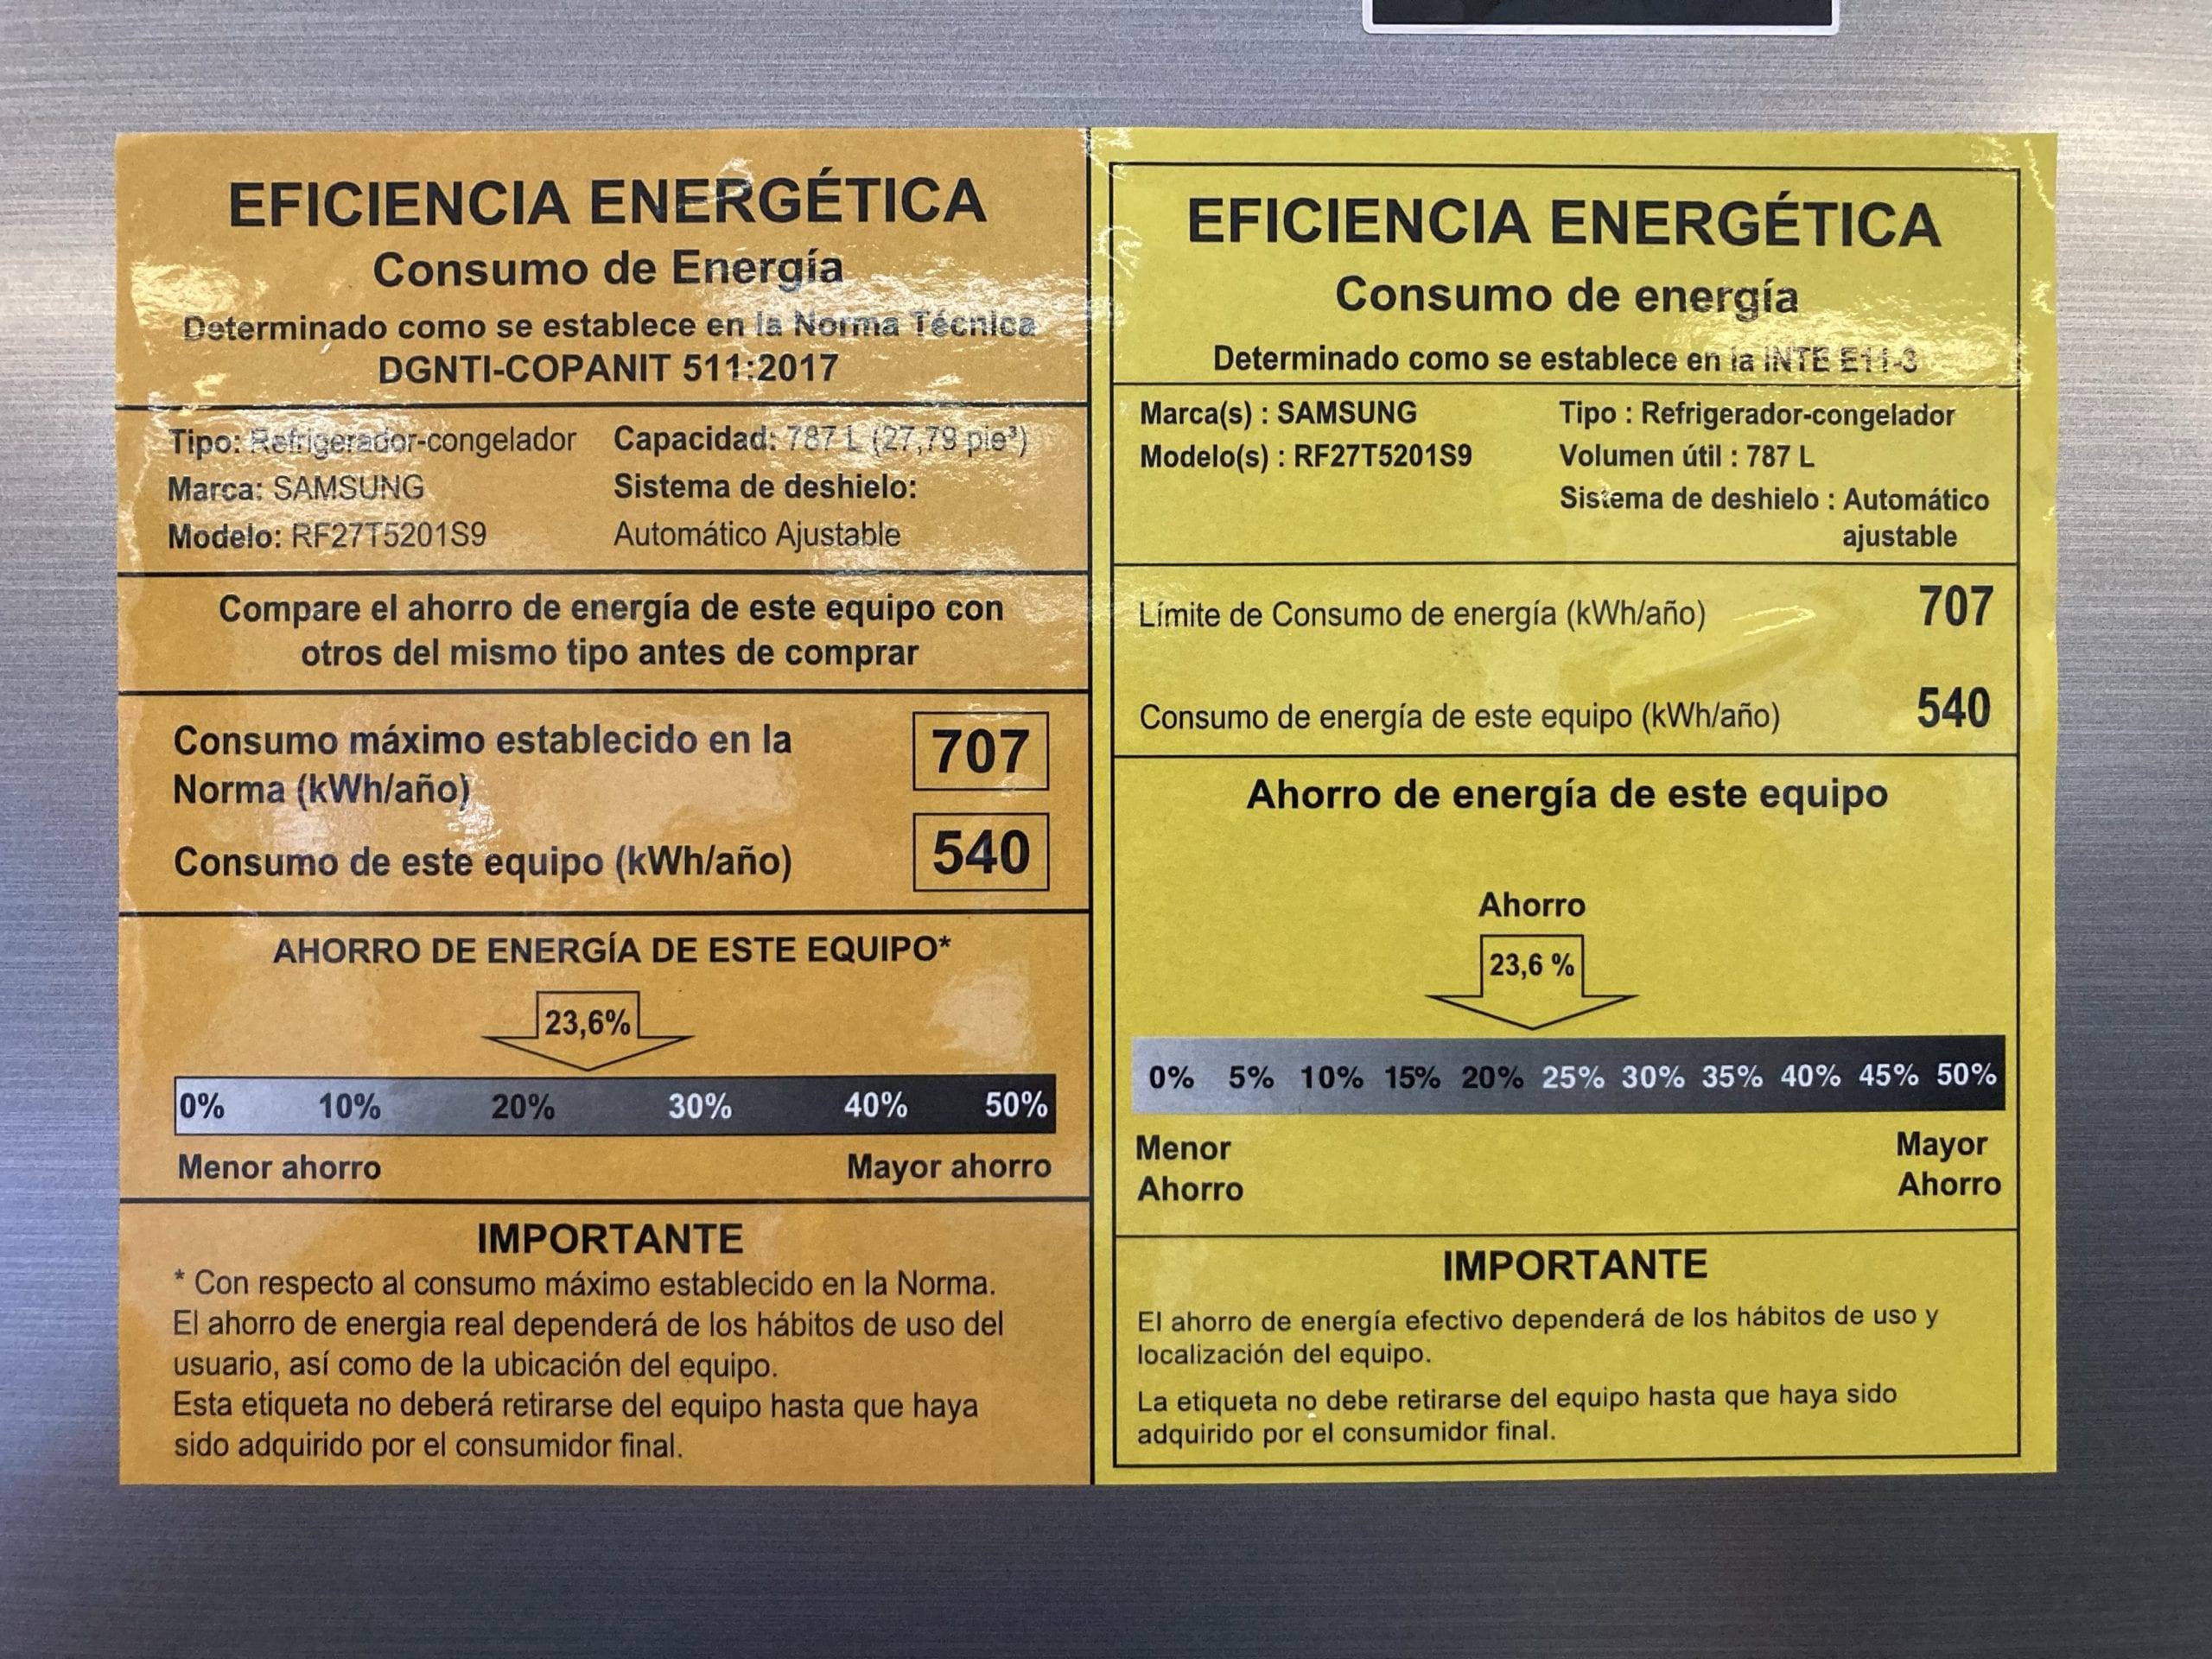 EFICIENCIA ENERGÉTICA
Consumo de Energía
Determinado como se establece en la Norma Técnica
DGNTI-COPANIT 511:2017
Tipo: Refrigerador-congelador
Marca: SAMSUNG
Modelo: RF27T5201S9
Capacidad: 787 L (27,79 pie³)
Sistema de deshielo:
Automático Ajustable
Compare el ahorro de energía de este equipo con
otros del mismo tipo antes de comprar
Consumo máximo establecido en la
Norma (kWh/año)
707
Consumo de este equipo (kWh/año)
540
AHORRO DE ENERGÍA DE ESTE EQUIPO*
23,6%
0% 10% 20% 30% 40% 50%
Menor ahorro Mayor ahorro
IMPORTANTE
* Con respecto al consumo máximo establecido en la Norma.
El ahorro de energia real dependerá de los hábitos de uso del
usuario, así como de la ubicación del equipo.
Esta etiqueta no deberá retirarse del equipo hasta que haya
sido adquirido por el consumidor final.
EFICIENCIA ENERGÉTICA
Consumo de energía
Determinado como se establece en la INTE E11-3
Marca(s) : SAMSUNG
Modelo(s) : RF27T5201S9
Tipo : Refrigerador-congelador
Volumen útil : 787 L
Sistema de deshielo : Automático
ajustable
Límite de Consumo de energía (kWh/año) 707
Consumo de energía de este equipo (kWh/año) 540
Ahorro de energía de este equipo
Ahorro
23,6 %
0% 5% 10% 15% 20% 25% 30% 35% 40% 45% 50%
Menor
Ahorro
Mayor
Ahorro
IMPORTANTE
El ahorro de energía efectivo dependerá de los hábitos de uso y
localización del equipo.
La etiqueta no debe retirarse del equipo hasta que haya sido
adquirido por el consumidor final.